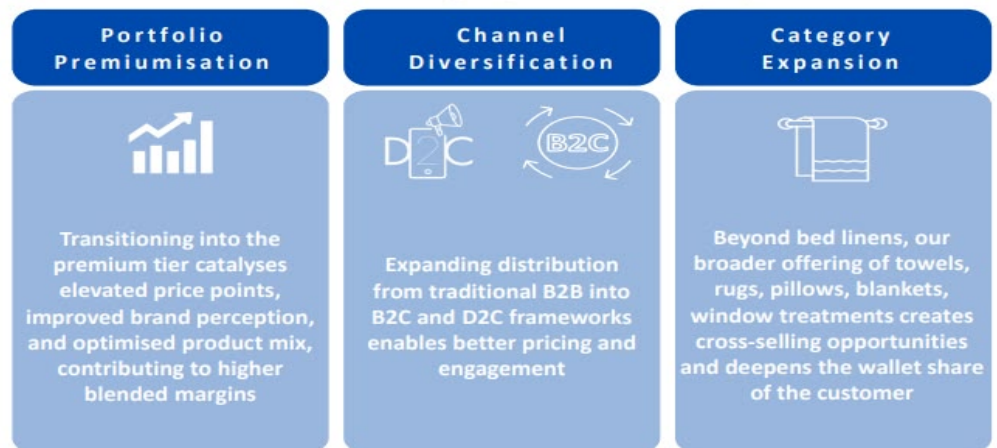 Portfolio
Premiumisation
Transitioning into the
premium tier catalyses
elevated price points,
improved brand perception,
and optimised product mix,
contributing to higher
blended margins
Channel
Diversification
D2C
B2C
Expanding distribution
from traditional B2B into
B2C and D2C frameworks
enables better pricing and
engagement
Category
Expansion
Beyond bed linens, our
broader offering of towels,
rugs, pillows, blankets,
window treatments creates
cross-selling opportunities
and deepens the wallet share
of the customer